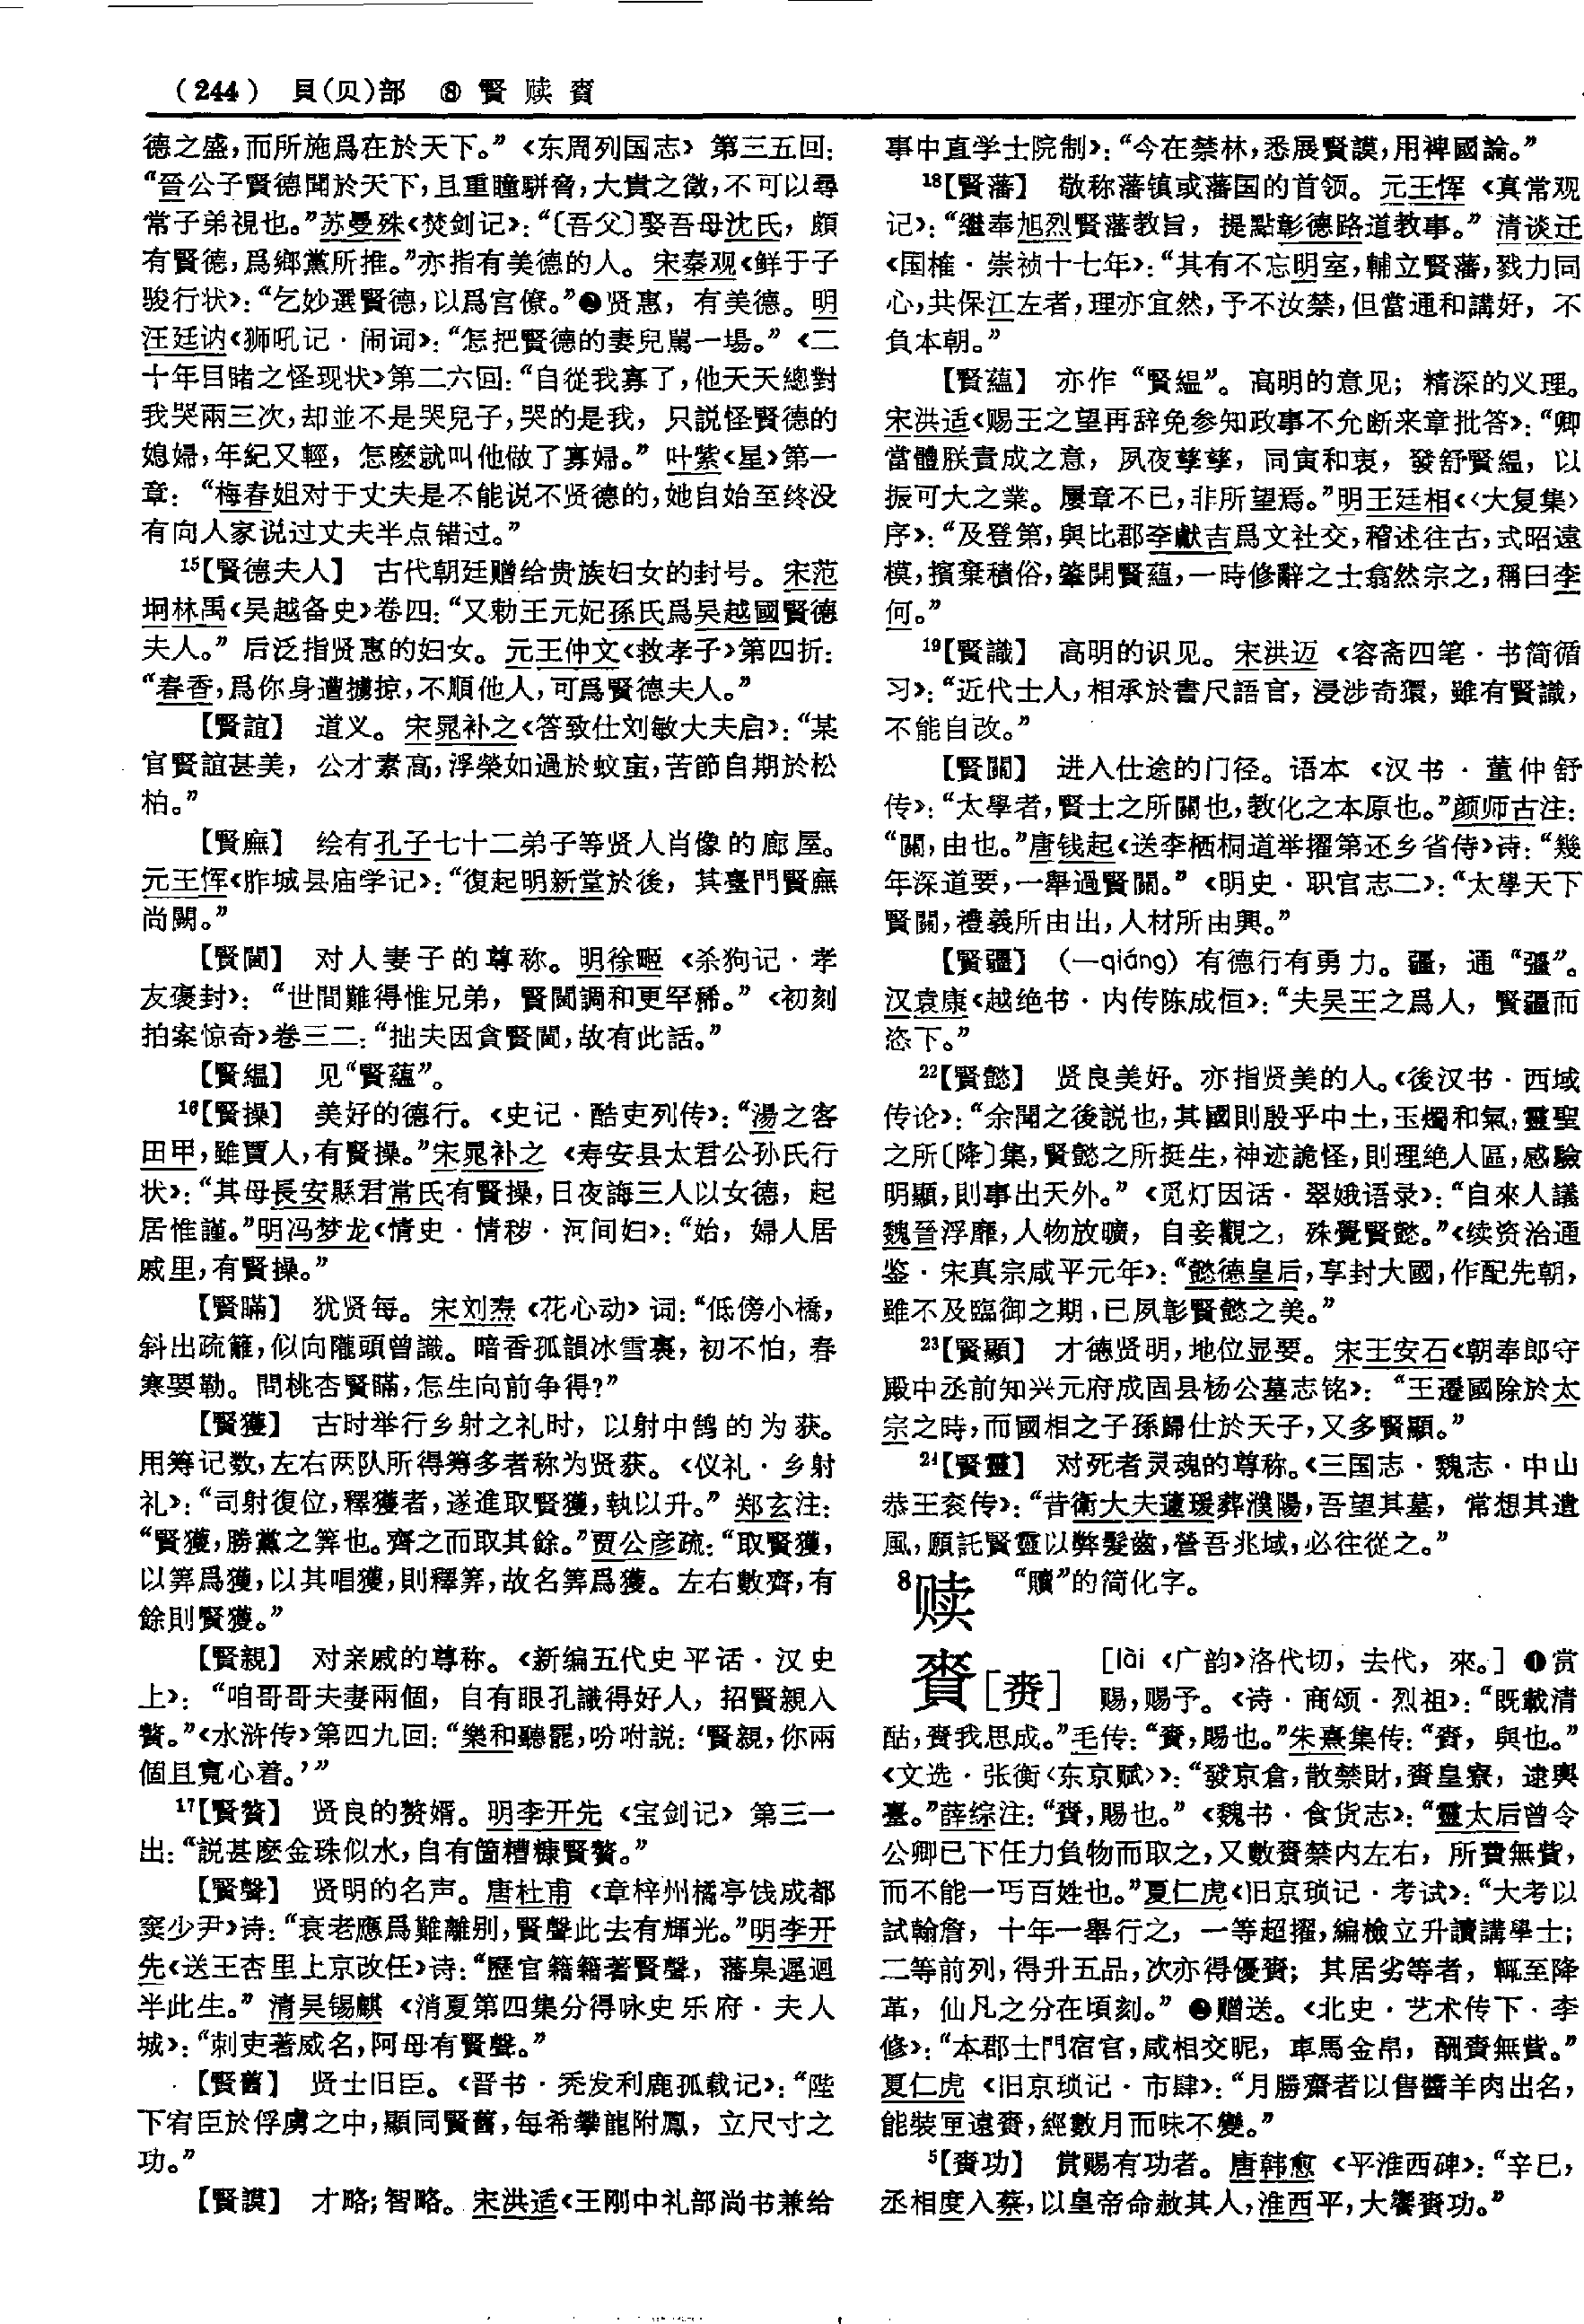 (244) 貝(贝)部 ⑧ 賢 赎 賚
德之盛，而所施爲在於天下。”《东周列国志》第三五回：
“晉公子賢德聞於天下，且重瞳駢脅，大貴之徵，不可以尋
常子弟視也。”苏曼殊《焚剑记》：“〔吾父〕娶吾母沈氏，頗
有賢德，爲鄉黨所推。”亦指有美德的人。宋秦观《鲜于子
骏行状》：“乞妙選賢德，以爲宫僚。”❷贤惠，有美德。明
汪廷讷《狮吼记·闹词》：“怎把賢德的妻兒駡一場。”《二
十年目睹之怪现状》第二六回：“自從我寡了，他天天總對
我哭兩三次，却並不是哭兒子，哭的是我，只説怪賢德的
媳婦，年紀又輕，怎麽就叫他做了寡婦。”叶紫《星》第一
章：“梅春姐对于丈夫是不能说不贤德的，她自始至终没
有向人家说过丈夫半点错过。”
15【賢德夫人】 古代朝廷赠给贵族妇女的封号。宋范
坰林禹《吴越备史》卷四：“又勅王元妃孫氏爲吴越國賢德
夫人。”后泛指贤惠的妇女。元王仲文《救孝子》第四折：
“春香，爲你身遭擄掠，不順他人，可爲賢德夫人。”
【賢誼】 道义。宋晁补之《答致仕刘敏大夫启》：“某
官賢誼甚美，公才素高，浮榮如過於蚊䖟，苦節自期於松
柏。”
【賢廡】 绘有孔子七十二弟子等贤人肖像的廊屋。
元王恽《胙城县庙学记》：“復起明新堂於後，其臺門賢廡
尚闕。”
【賢閫】 对人妻子的尊称。明徐㬇《杀狗记·孝
友褒封》：“世間難得惟兄弟，賢閫調和更罕稀。”《初刻
拍案惊奇》卷三二：“拙夫因貪賢閫，故有此話。”
【賢緼】 见“賢藴”。
16【賢操】 美好的德行。《史记·酷吏列传》：“湯之客
田甲，雖賈人，有賢操。”宋晁补之《寿安县太君公孙氏行
状》：“其母長安縣君常氏有賢操，日夜誨三人以女德，起
居惟謹。”明冯梦龙《情史·情秽·河间妇》：“始，婦人居
戚里，有賢操。”
【賢瞞】 犹贤每。宋刘焘《花心动》词：“低傍小橋，
斜出疏籬，似向隴頭曾識。暗香孤韻冰雪裏，初不怕，春
寒要勒。問桃杏賢瞞，怎生向前争得？”
【賢獲】 古时举行乡射之礼时，以射中鹄的为获。
用筹记数，左右两队所得筹多者称为贤获。《仪礼·乡射
礼》：“司射復位，釋獲者，遂進取賢獲，執以升。”郑玄注：
“賢獲，勝黨之筭也。齊之而取其餘。”贾公彦疏：“取賢獲，
以筭爲獲，以其唱獲，則釋筭，故名筭爲獲。左右數齊，有
餘則賢獲。”
【賢親】 对亲戚的尊称。《新编五代史平话·汉史
上》：“咱哥哥夫妻兩個，自有眼孔識得好人，招賢親入
贅。”《水浒传》第四九回：“樂和聽罷，吩咐説：‘賢親，你兩
個且寬心着。’”
17【賢贅】 贤良的赘婿。明李开先《宝剑记》第三一
出：“説甚麽金珠似水，自有箇糟糠賢贅。”
【賢聲】 贤明的名声。唐杜甫《章梓州橘亭饯成都
窦少尹》诗：“衰老應爲難離别，賢聲此去有輝光。”明李开
先《送王杏里上京改任》诗：“歷官籍籍著賢聲，藩臬遲迴
半此生。”清吴锡麒《消夏第四集分得咏史乐府·夫人
城》：“刺吏著威名，阿母有賢聲。”
【賢舊】 贤士旧臣。《晋书·秃发利鹿孤载记》：“陛
下宥臣於俘虜之中，顯同賢舊，每希攀龍附鳳，立尺寸之
功。”
【賢謨】 才略；智略。宋洪适《王刚中礼部尚书兼给
事中直学士院制》：“今在禁林，悉展賢謨，用裨國論。”
18【賢藩】 敬称藩镇或藩国的首领。元王恽《真常观
记》：“繼奉旭烈賢藩教旨，提點彰德路道教事。”清谈迁
《国榷·崇祯十七年》：“其有不忘明室，輔立賢藩，戮力同
心，共保江左者，理亦宜然，予不汝禁，但當通和講好，不
負本朝。”
【賢藴】 亦作“賢緼”。高明的意见；精深的义理。
宋洪适《赐王之望再辞免参知政事不允断来章批答》：“卿
當體朕責成之意，夙夜孳孳，同寅和衷，發舒賢緼，以
振可大之業。屢章不已，非所望焉。”明王廷相《〈大复集〉
序》：“及登第，與比郡李獻吉爲文社交，稽述往古，式昭遠
模，擯棄積俗，肇開賢藴，一時修辭之士翕然宗之，稱曰李
何。”
19【賢識】 高明的识见。宋洪迈《容斋四笔·书简循
习》：“近代士人，相承於書尺語言，浸涉奇獧，雖有賢識，
不能自改。”
【賢關】 进入仕途的门径。语本《汉书·董仲舒
传》：“太學者，賢士之所關也，教化之本原也。”颜师古注：
“關，由也。”唐钱起《送李栖桐道举擢第还乡省侍》诗：“幾
年深道要，一舉過賢關。”《明史·职官志二》：“太學天下
賢關，禮義所由出，人材所由興。”
【賢疆】 (一qiáng) 有德行有勇力。疆，通“彊”。
汉袁康《越绝书·内传陈成恒》：“夫吴王之爲人，賢疆而
恣下。”
22【賢懿】 贤良美好。亦指贤美的人。《後汉书·西域
传论》：“余聞之後説也，其國則殷乎中土，玉燭和氣，靈聖
之所〔降〕集，賢懿之所挺生，神迹詭怪，則理絶人區，感驗
明顯，則事出天外。”《觅灯因话·翠娥语录》：“自來人議
魏晉浮靡，人物放曠，自妾觀之，殊覺賢懿。”《续资治通
鉴·宋真宗咸平元年》：“懿德皇后，享封大國，作配先朝，
雖不及臨御之期，已夙彰賢懿之美。”
23【賢顯】 才德贤明，地位显要。宋王安石《朝奉郎守
殿中丞前知兴元府成固县杨公墓志铭》：“王遷國除於太
宗之時，而國相之子孫歸仕於天子，又多賢顯。”
24【賢靈】 对死者灵魂的尊称。《三国志·魏志·中山
恭王衮传》：“昔衛大夫蘧瑗葬濮陽，吾望其墓，常想其遺
風，願託賢靈以弊髮齒，營吾兆域，必往從之。”
8赎 “贖”的简化字。
賚［赉］ [lài《广韵》洛代切，去代，來。] ❶赏
赐，赐予。《诗·商颂·烈祖》：“既載清
酤，賚我思成。”毛传：“賚，賜也。”朱熹集传：“賚，與也。”
《文选·张衡〈东京赋〉》：“發京倉，散禁財，賚皇寮，逮輿
臺。”薛综注：“賚，賜也。”《魏书·食货志》：“靈太后曾令
公卿已下任力負物而取之，又數賚禁内左右，所費無貲，
而不能一丐百姓也。”夏仁虎《旧京琐记·考试》：“大考以
試翰詹，十年一舉行之，一等超擢，編檢立升讀講學士；
二等前列，得升五品，次亦得優賚；其居劣等者，輒至降
革，仙凡之分在頃刻。”❷赠送。《北史·艺术传下·李
修》：“本郡士門宿官，咸相交昵，車馬金帛，酬賚無貲。”
夏仁虎《旧京琐记·市肆》：“月勝齋者以售醬羊肉出名，
能裝匣遠賚，經數月而味不變。”
5【賚功】 赏赐有功者。唐韩愈《平淮西碑》：“辛巳，
丞相度入蔡，以皇帝命赦其人，淮西平，大饗賚功。”